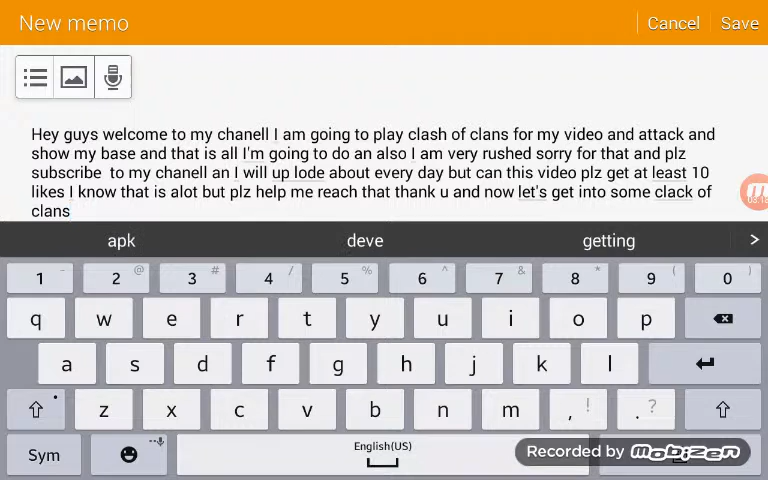 New memo
Cancel Save
Hey guys welcome to my chanell I am going to play clash of clans for my video and attack and
show my base and that is all I'm going to do an also I am very rushed sorry for that and plz
subscribe to my chanell an I will up lode about every day but can this video plz get at least 10
likes I know that is alot but plz help me reach that thank u and now let's get into some clack of
clans
apk deve getting >
1 - 2 @ 3 # 4 / 5 % 6 ^ 7 & 8 * 9 ( 0 )
q w e r t y u i o p
a s d f g h j k l
z x c v b n m , ! . ?
Sym English(US)
Recorded by mobizen